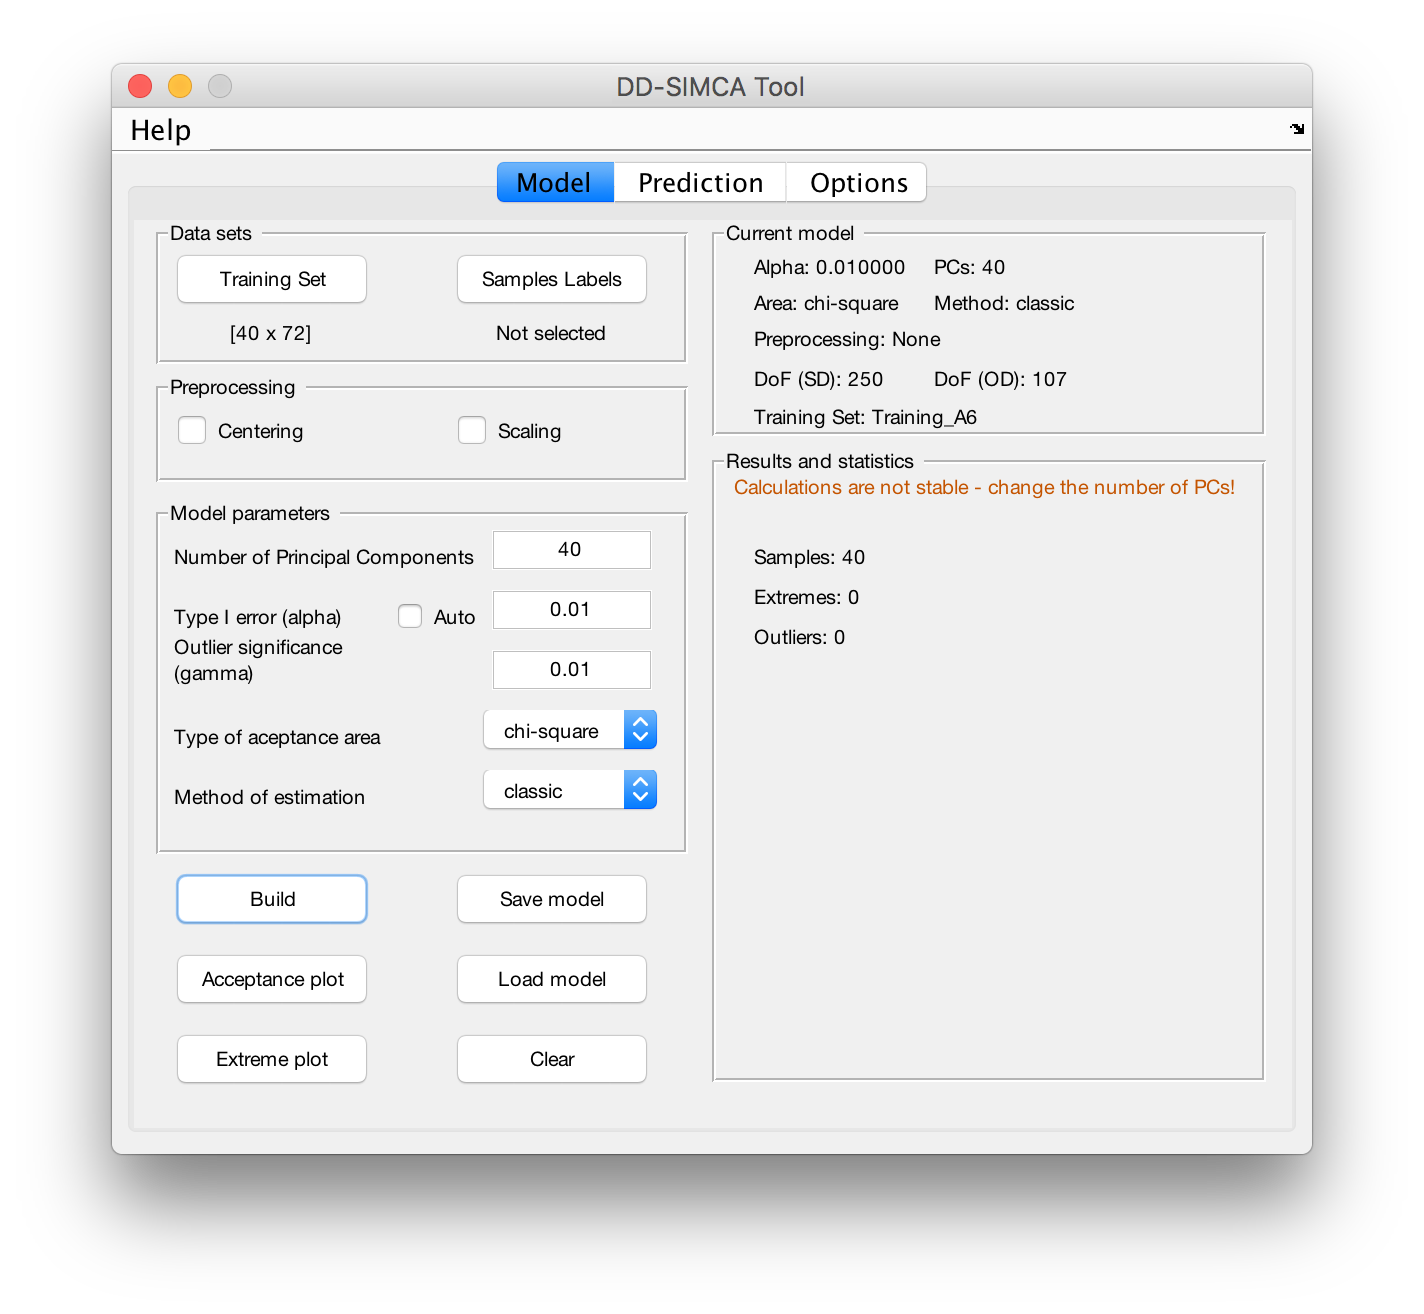 DD-SIMCA Tool
Help
Model Prediction Options
Data sets
Training Set Samples Labels
[40 x 72] Not selected
Preprocessing
Centering Scaling
Model parameters
Number of Principal Components 40
Type I error (alpha) Auto 0.01
Outlier significance
(gamma) 0.01
Type of aceptance area chi-square
Method of estimation classic
Build Save model
Acceptance plot Load model
Extreme plot Clear
Current model
Alpha: 0.010000 PCs: 40
Area: chi-square Method: classic
Preprocessing: None
DoF (SD): 250 DoF (OD): 107
Training Set: Training_A6
Results and statistics
Calculations are not stable - change the number of PCs!
Samples: 40
Extremes: 0
Outliers: 0